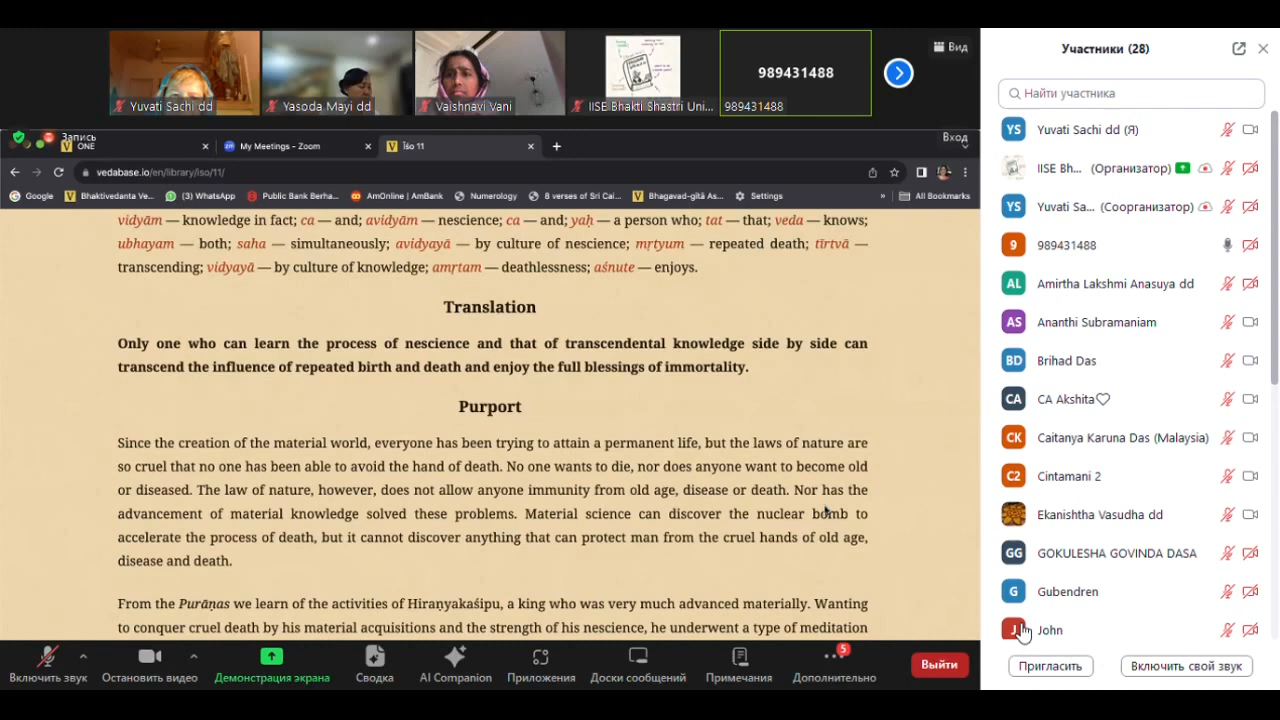 989431488
Вид
Yuvati Sachi dd
Yasoda Mayi dd
Vaishnavi Vani
IISE Bhakti Shastri Uni...
989431488
Запись
ONE
My Meetings - Zoom
īśo 11
Вход
vedabase.io/en/library/iso/11/
Google
Bhaktivedanta Ve...
(3) WhatsApp
Public Bank Berha...
AmOnline | AmBank
Numerology
8 verses of Sri Cai...
Bhagavad-gītā As...
Settings
»
All Bookmarks
vidyām — knowledge in fact; ca — and; avidyām — nescience; ca — and; yaḥ — a person who; tat — that; veda — knows;
ubhayam — both; saha — simultaneously; avidyayā — by culture of nescience; mṛtyum — repeated death; tīrtvā —
transcending; vidyayā — by culture of knowledge; amṛtam — deathlessness; aśnute — enjoys.
Translation
Only one who can learn the process of nescience and that of transcendental knowledge side by side can
transcend the influence of repeated birth and death and enjoy the full blessings of immortality.
Purport
Since the creation of the material world, everyone has been trying to attain a permanent life, but the laws of nature are
so cruel that no one has been able to avoid the hand of death. No one wants to die, nor does anyone want to become old
or diseased. The law of nature, however, does not allow anyone immunity from old age, disease or death. Nor has the
advancement of material knowledge solved these problems. Material science can discover the nuclear bomb to
accelerate the process of death, but it cannot discover anything that can protect man from the cruel hands of old age,
disease and death.
From the Purāṇas we learn of the activities of Hiraṇyakaśipu, a king who was very much advanced materially. Wanting
to conquer cruel death by his material acquisitions and the strength of his nescience, he underwent a type of meditation
Участники (28)
Найти участника
YS Yuvati Sachi dd (Я)
IISE Bh... (Организатор)
YS Yuvati Sa... (Соорганизатор)
9 989431488
AL Amirtha Lakshmi Anasuya dd
AS Ananthi Subramaniam
BD Brihad Das
CA CA Akshita♡
CK Caitanya Karuna Das (Malaysia)
C2 Cintamani 2
Ekanishtha Vasudha dd
GG GOKULESHA GOVINDA DASA
G Gubendren
J John
Пригласить
Включить свой звук
Включить звук
Остановить видео
Демонстрация экрана
Сводка
AI Companion
Приложения
Доски сообщений
Примечания
5
Дополнительно
Выйти